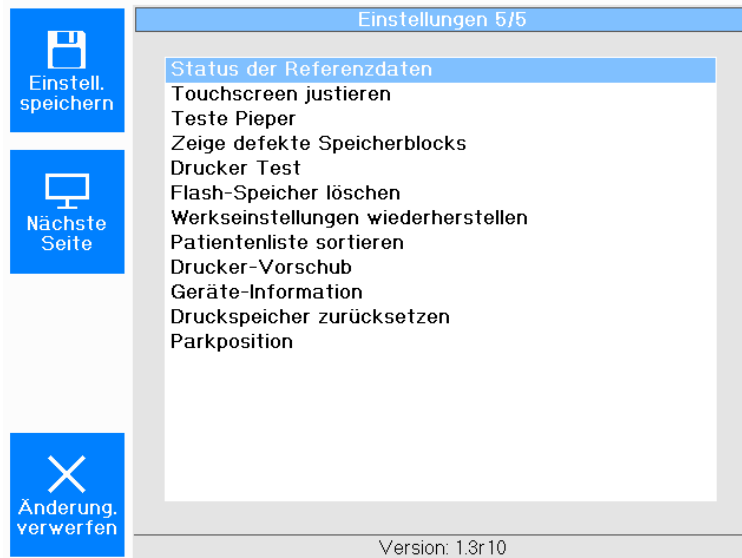 Einstellungen 5/5
Einstell.
speichern
Nächste
Seite
Änderung.
verwerfen
Status der Referenzdaten
Touchscreen justieren
Teste Pieper
Zeige defekte Speicherblocks
Drucker Test
Flash-Speicher löschen
Werkseinstellungen wiederherstellen
Patientenliste sortieren
Drucker-Vorschub
Geräte-Information
Druckspeicher zurücksetzen
Parkposition
Version: 1.3r10